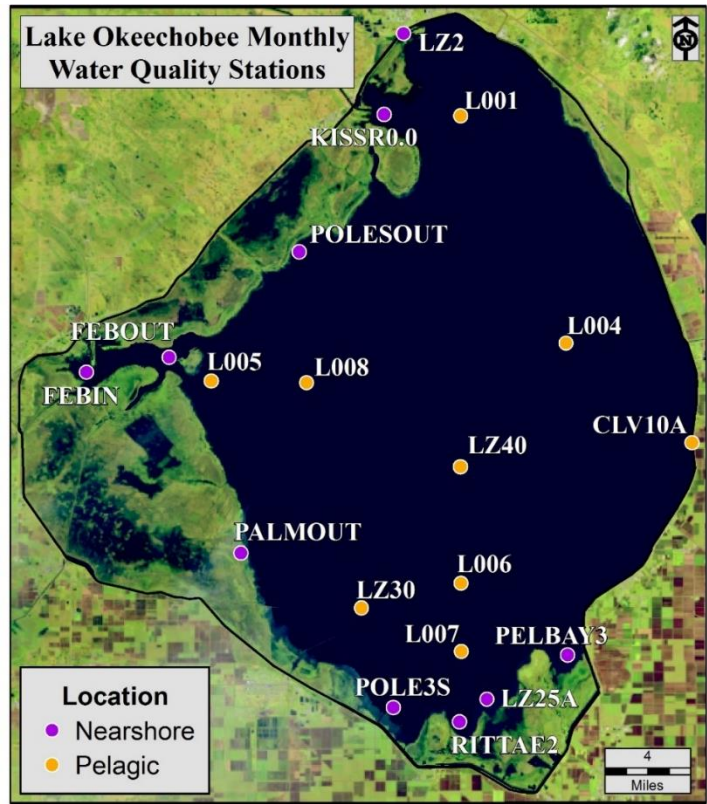 Lake Okeechobee Monthly
Water Quality Stations
N
LZ2
L001
KISSR0.0
POLESOUT
FEBOUT
L004
L005
L008
FEBIN
CLV10A
LZ40
PALMOUT
L006
LZ30
L007
PELBAY3
POLE3S
LZ25A
RITTAE2
Location
Nearshore
Pelagic
4
Miles